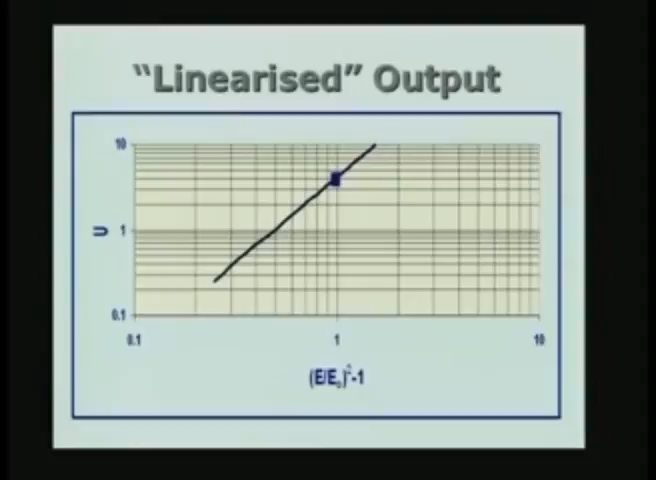 “Linearised” Output
10
U
1
0.1
0.1 1 10
(E/E₀)²-1